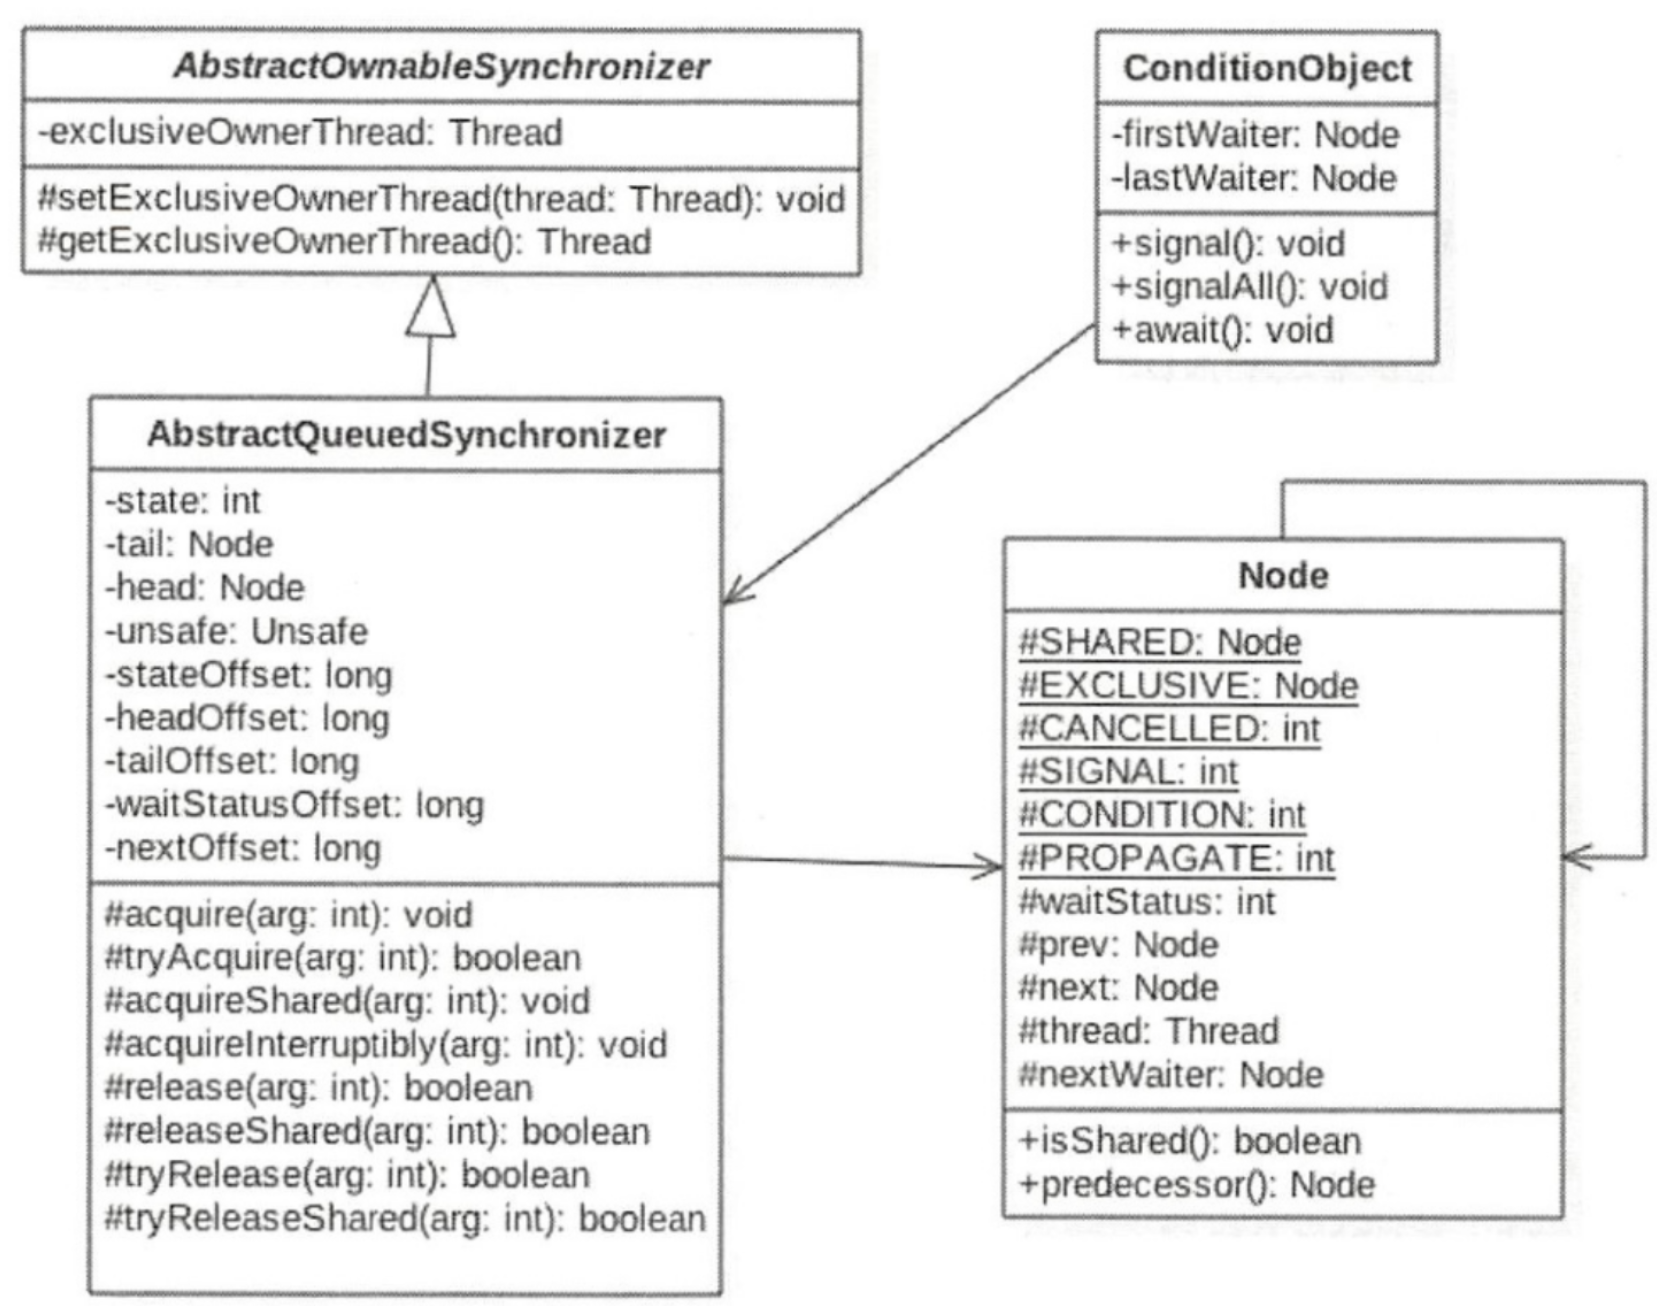 AbstractOwnableSynchronizer
-exclusiveOwnerThread: Thread
#setExclusiveOwnerThread(thread: Thread): void
#getExclusiveOwnerThread(): Thread
ConditionObject
-firstWaiter: Node
-lastWaiter: Node
+signal(): void
+signalAll(): void
+await(): void
AbstractQueuedSynchronizer
-state: int
-tail: Node
-head: Node
-unsafe: Unsafe
-stateOffset: long
-headOffset: long
-tailOffset: long
-waitStatusOffset: long
-nextOffset: long
#acquire(arg: int): void
#tryAcquire(arg: int): boolean
#acquireShared(arg: int): void
#acquireInterruptibly(arg: int): void
#release(arg: int): boolean
#releaseShared(arg: int): boolean
#tryRelease(arg: int): boolean
#tryReleaseShared(arg: int): boolean
Node
#SHARED: Node
#EXCLUSIVE: Node
#CANCELLED: int
#SIGNAL: int
#CONDITION: int
#PROPAGATE: int
#waitStatus: int
#prev: Node
#next: Node
#thread: Thread
#nextWaiter: Node
+isShared(): boolean
+predecessor(): Node